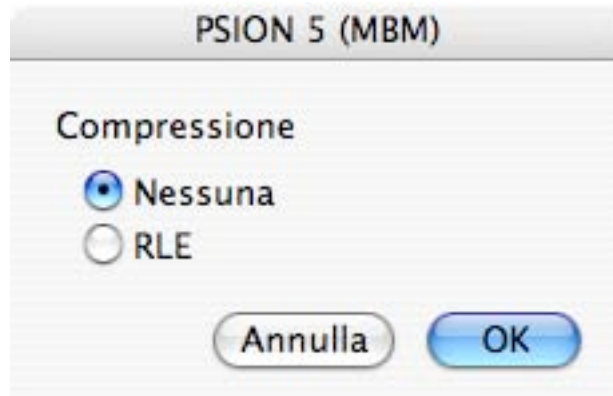 PSION 5 (MBM)
Compressione
Nessuna
RLE
Annulla OK